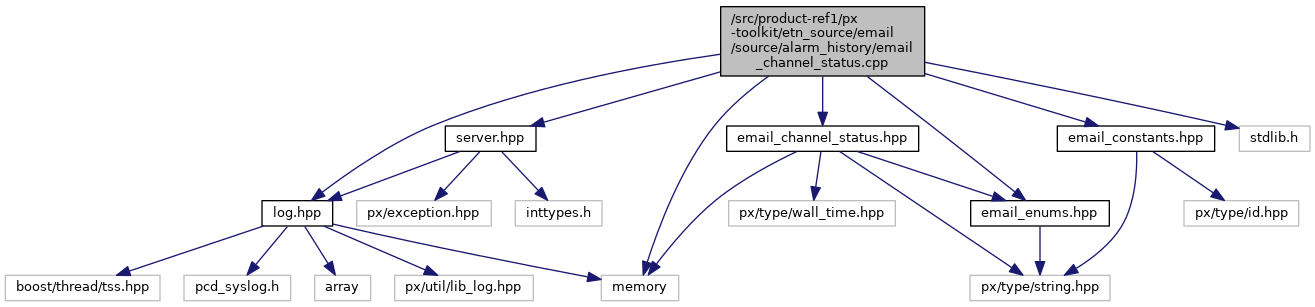 /src/product-ref1/px
-toolkit/etn_source/email
/source/alarm_history/email
_channel_status.cpp
server.hpp
email_channel_status.hpp
email_constants.hpp
stdlib.h
log.hpp
px/exception.hpp
inttypes.h
px/type/wall_time.hpp
email_enums.hpp
px/type/id.hpp
boost/thread/tss.hpp
pcd_syslog.h
array
px/util/lib_log.hpp
memory
px/type/string.hpp